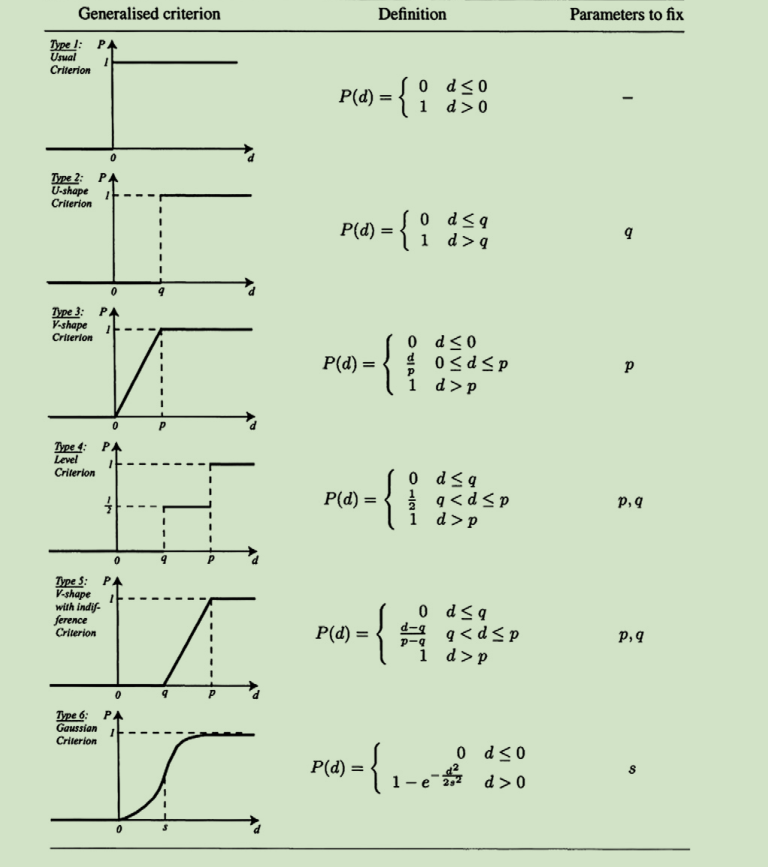 Generalised criterion Definition Parameters to fix
Type 1: P
Usual 1
Criterion
0 d
P(d) = { 0 d ≤ 0
1 d > 0
–
Type 2: P
U-shape 1
Criterion
0 q d
P(d) = { 0 d ≤ q
1 d > q
q
Type 3: P
V-shape 1
Criterion
0 p d
P(d) = { 0 d ≤ 0
d/p 0 ≤ d ≤ p
1 d > p
p
Type 4: P
Level 1
Criterion
1/2
0 q p d
P(d) = { 0 d ≤ q
1/2 q < d ≤ p
1 d > p
p, q
Type 5: P
V-shape 1
with indif-
ference
Criterion
0 q p d
P(d) = { 0 d ≤ q
d−q/p−q q < d ≤ p
1 d > p
p, q
Type 6: P
Gaussian 1
Criterion
0 s d
P(d) = { 0 d ≤ 0
1 − e^−d²/2s² d > 0
s